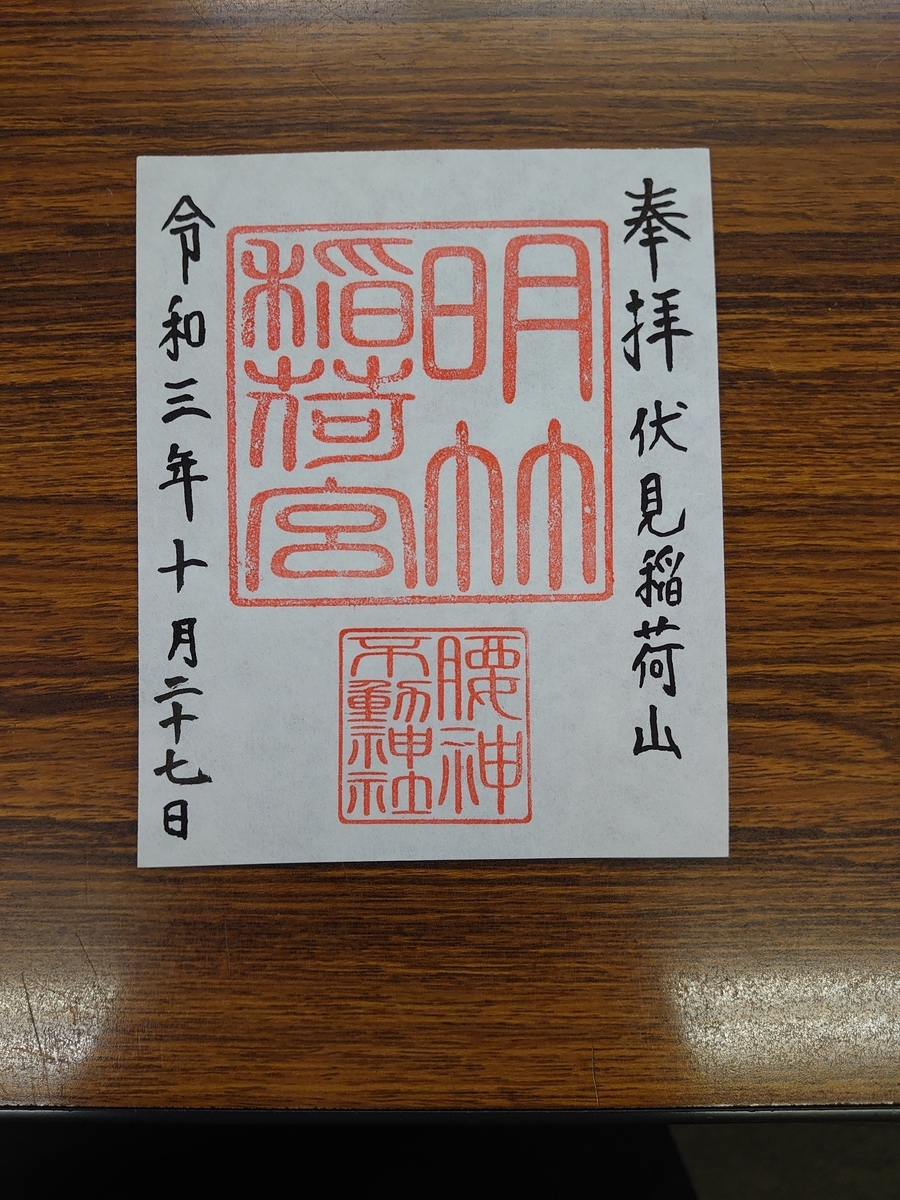 奉拝 伏見稲荷山
明竹
稲荷宮
腰神
不動神社
令和三年十月二十七日